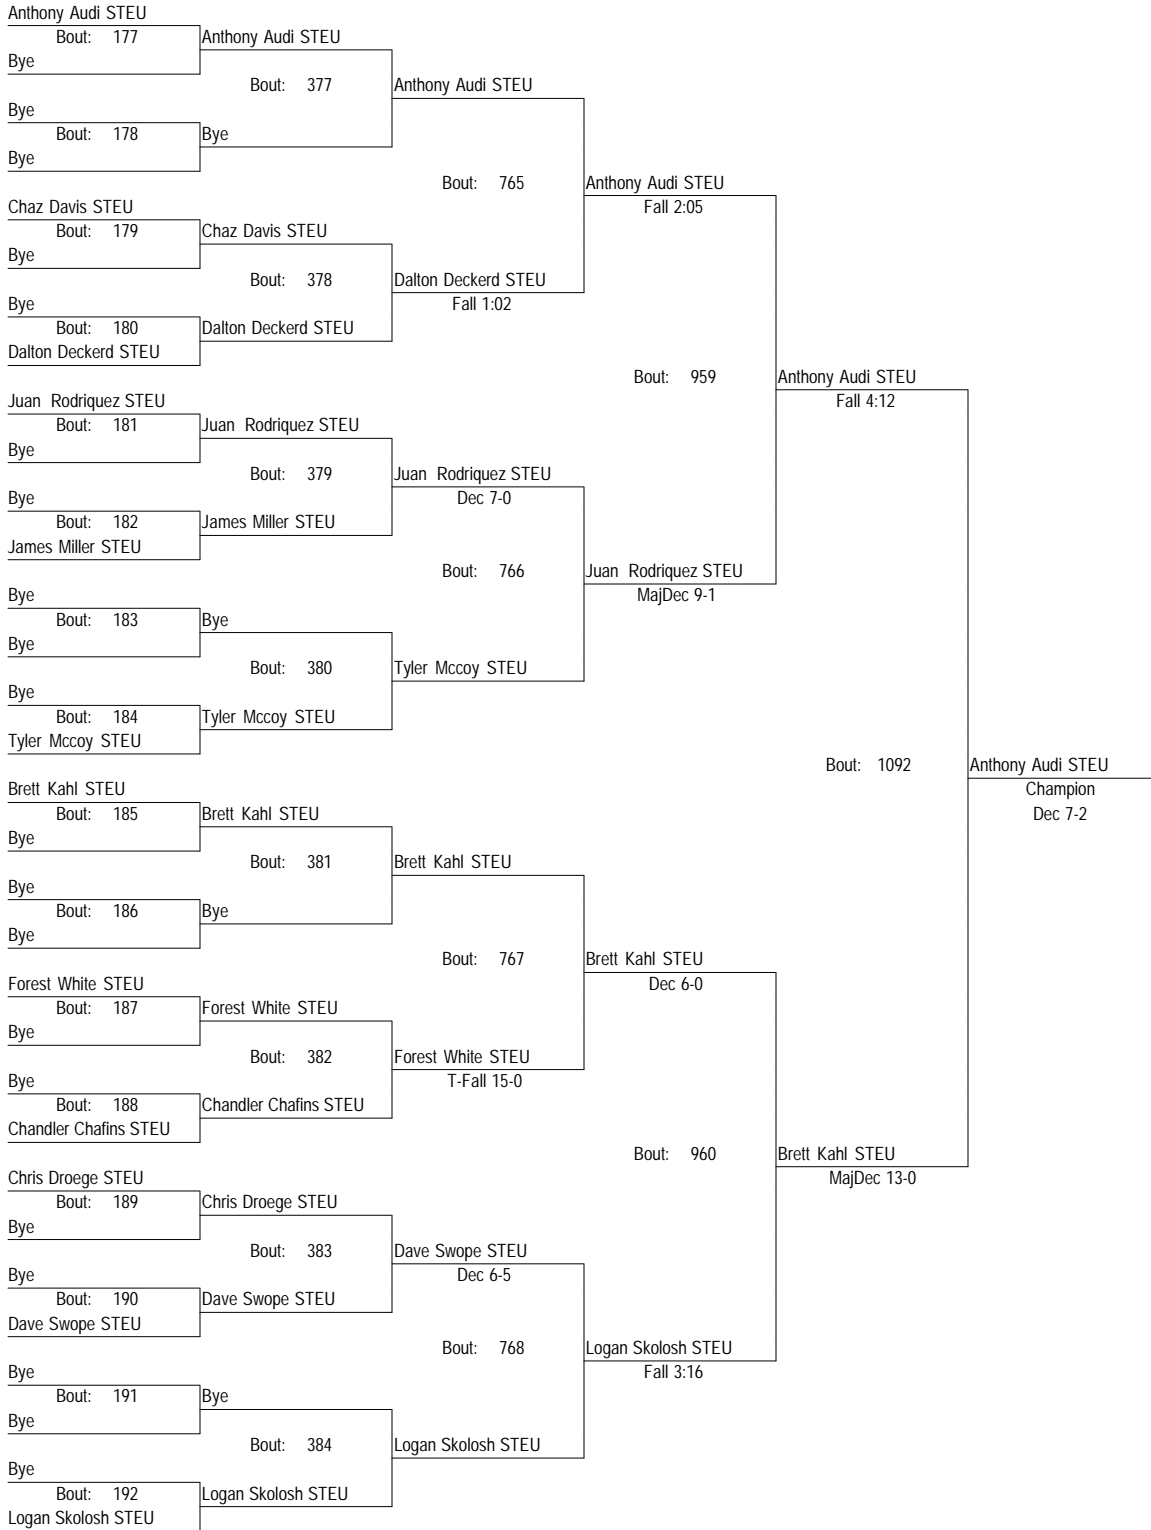 Anthony Audi STEU
Bout: 177 Anthony Audi STEU
Bye
Bout: 377 Anthony Audi STEU
Bye
Bout: 178 Bye
Bye
Bout: 765 Anthony Audi STEU
Fall 2:05
Chaz Davis STEU
Bout: 179 Chaz Davis STEU
Bye
Bout: 378 Dalton Deckerd STEU
Fall 1:02
Bye
Bout: 180 Dalton Deckerd STEU
Dalton Deckerd STEU
Bout: 959 Anthony Audi STEU
Fall 4:12
Juan Rodriquez STEU
Bout: 181 Juan Rodriquez STEU
Bye
Bout: 379 Juan Rodriquez STEU
Dec 7-0
Bye
Bout: 182 James Miller STEU
James Miller STEU
Bout: 766 Juan Rodriquez STEU
MajDec 9-1
Bye
Bout: 183 Bye
Bye
Bout: 380 Tyler Mccoy STEU
Bye
Bout: 184 Tyler Mccoy STEU
Tyler Mccoy STEU
Bout: 1092 Anthony Audi STEU
Champion
Dec 7-2
Brett Kahl STEU
Bout: 185 Brett Kahl STEU
Bye
Bout: 381 Brett Kahl STEU
Bye
Bout: 186 Bye
Bye
Bout: 767 Brett Kahl STEU
Dec 6-0
Forest White STEU
Bout: 187 Forest White STEU
Bye
Bout: 382 Forest White STEU
T-Fall 15-0
Bye
Bout: 188 Chandler Chafins STEU
Chandler Chafins STEU
Bout: 960 Brett Kahl STEU
MajDec 13-0
Chris Droege STEU
Bout: 189 Chris Droege STEU
Bye
Bout: 383 Dave Swope STEU
Dec 6-5
Bye
Bout: 190 Dave Swope STEU
Dave Swope STEU
Bout: 768 Logan Skolosh STEU
Fall 3:16
Bye
Bout: 191 Bye
Bye
Bout: 384 Logan Skolosh STEU
Bye
Bout: 192 Logan Skolosh STEU
Logan Skolosh STEU